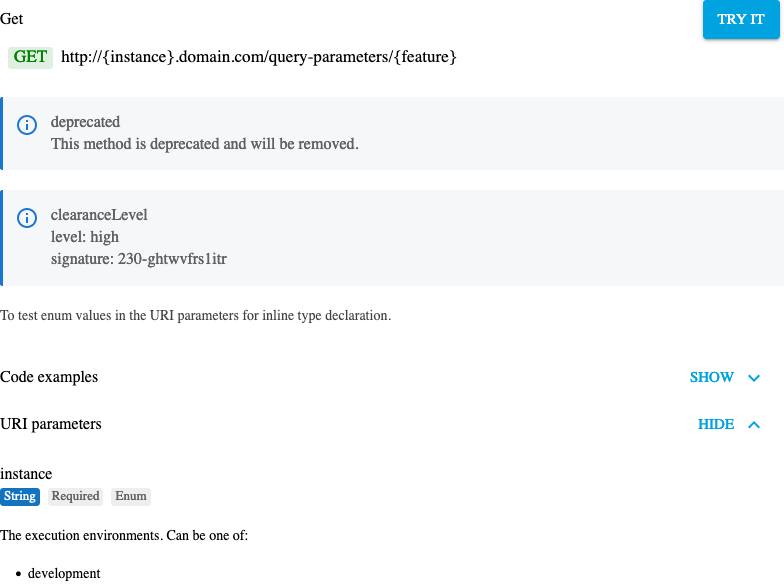 Get
TRY IT
GET http://{instance}.domain.com/query-parameters/{feature}
deprecated
This method is deprecated and will be removed.
clearanceLevel
level: high
signature: 230-ghtwvfrs1itr
To test enum values in the URI parameters for inline type declaration.
Code examples SHOW
URI parameters HIDE
instance
String Required Enum
The execution environments. Can be one of:
• development